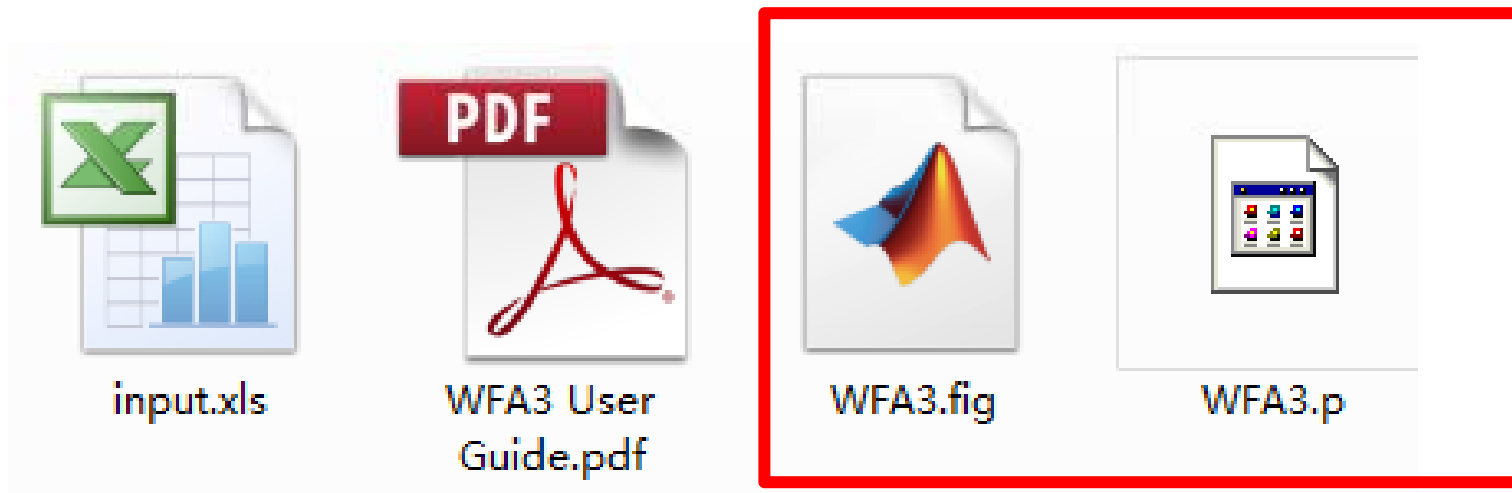 PDF
input.xls
WFA3 User
Guide.pdf
WFA3.fig
WFA3.p